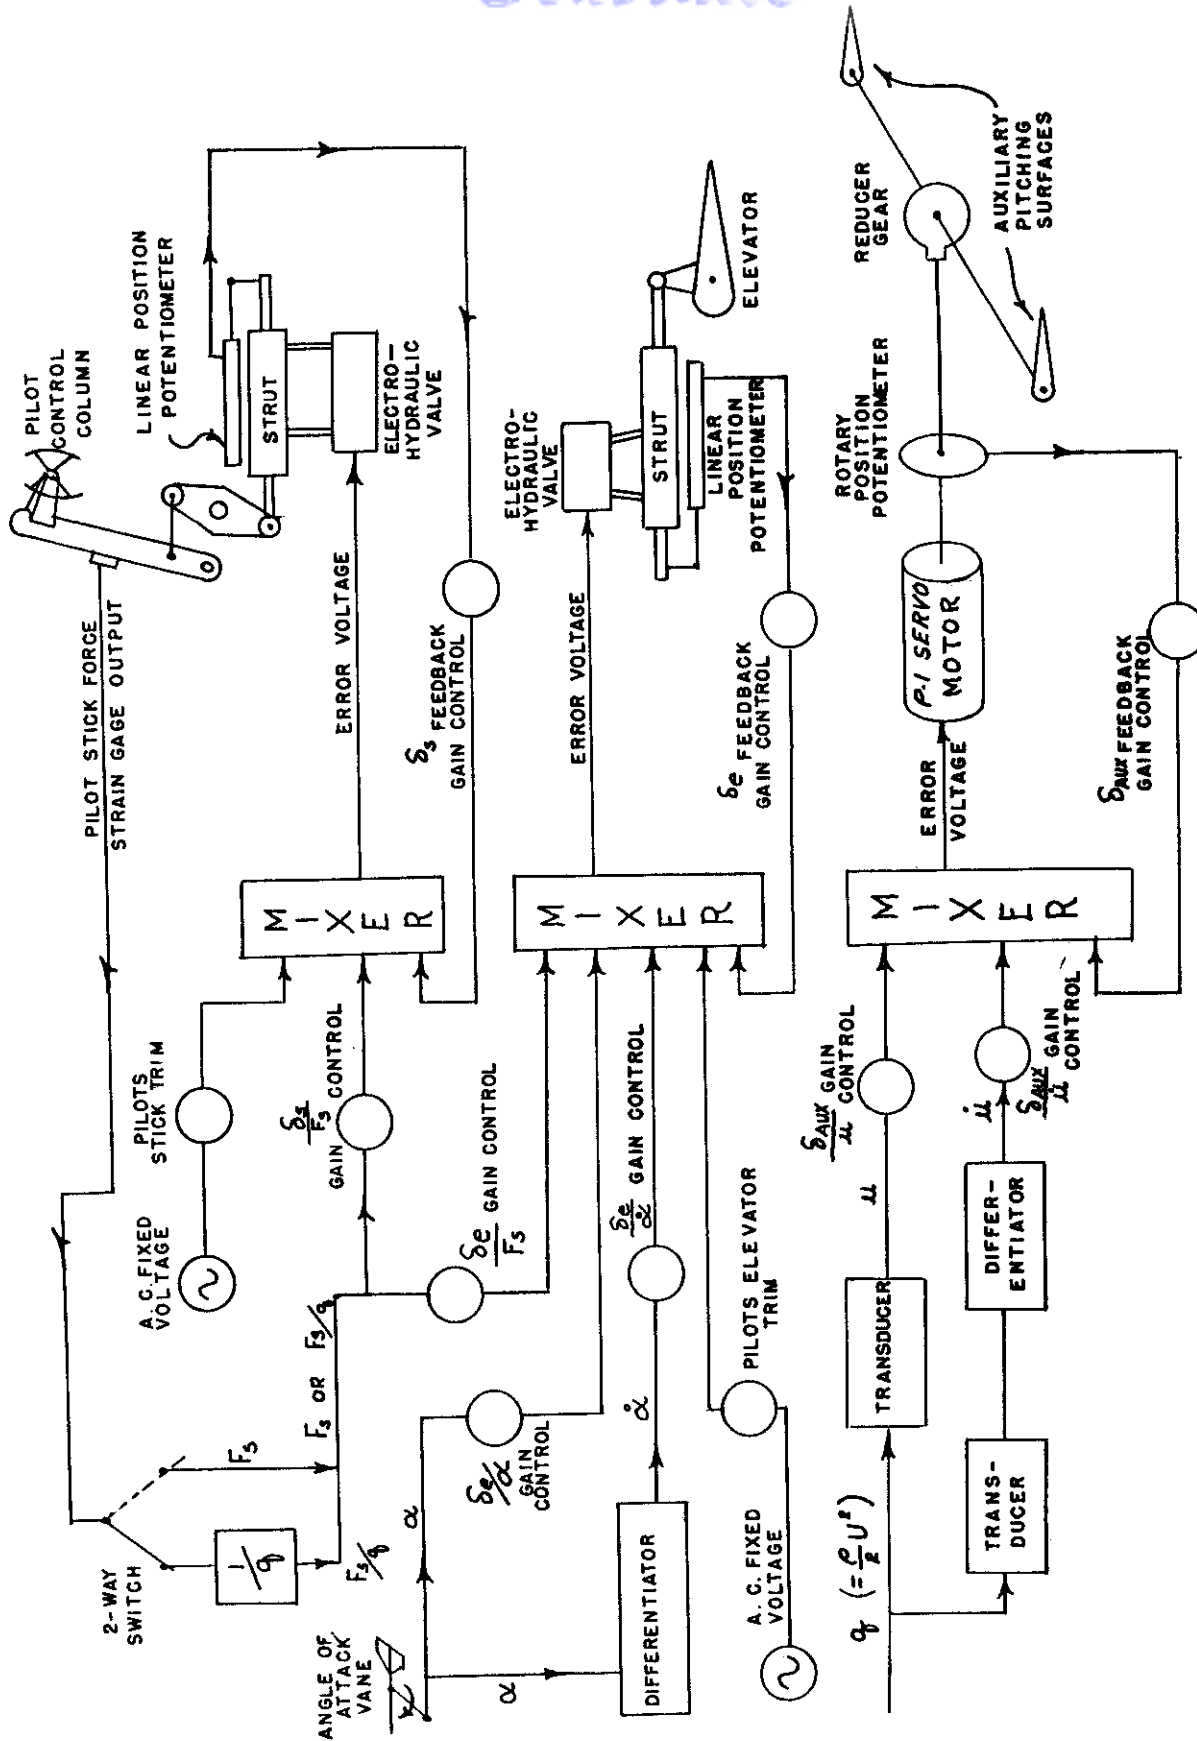 PILOT
CONTROL
COLUMN
PILOT STICK FORCE
STRAIN GAGE OUTPUT
LINEAR POSITION
POTENTIOMETER
STRUT
ELECTRO-
HYDRAULIC
VALVE
ERROR VOLTAGE
δs FEEDBACK
GAIN CONTROL
MIXER
PILOTS
STICK TRIM
A.C. FIXED
VOLTAGE
δs/Fs
GAIN CONTROL
2-WAY
SWITCH
1/q
Fs
Fs/q
Fs OR Fs/q
δe/Fs GAIN CONTROL
ELECTRO-
HYDRAULIC
VALVE
STRUT
LINEAR
POSITION
POTENTIOMETER
ELEVATOR
ERROR VOLTAGE
δe FEEDBACK
GAIN CONTROL
MIXER
ANGLE OF
ATTACK
VANE
α
α
δe/α
GAIN
CONTROL
DIFFERENTIATOR
α̇
δe/α̇ GAIN CONTROL
PILOTS ELEVATOR
TRIM
A.C. FIXED
VOLTAGE
q (= ρ/2 U²)
TRANSDUCER
u
δAUX/u GAIN
CONTROL
TRANS-
DUCER
DIFFER-
ENTIATOR
u̇
δAUX/u̇ GAIN
CONTROL
MIXER
ERROR
VOLTAGE
P-1 SERVO
MOTOR
ROTARY
POSITION
POTENTIOMETER
REDUCER
GEAR
AUXILIARY
PITCHING
SURFACES
δAUX FEEDBACK
GAIN CONTROL